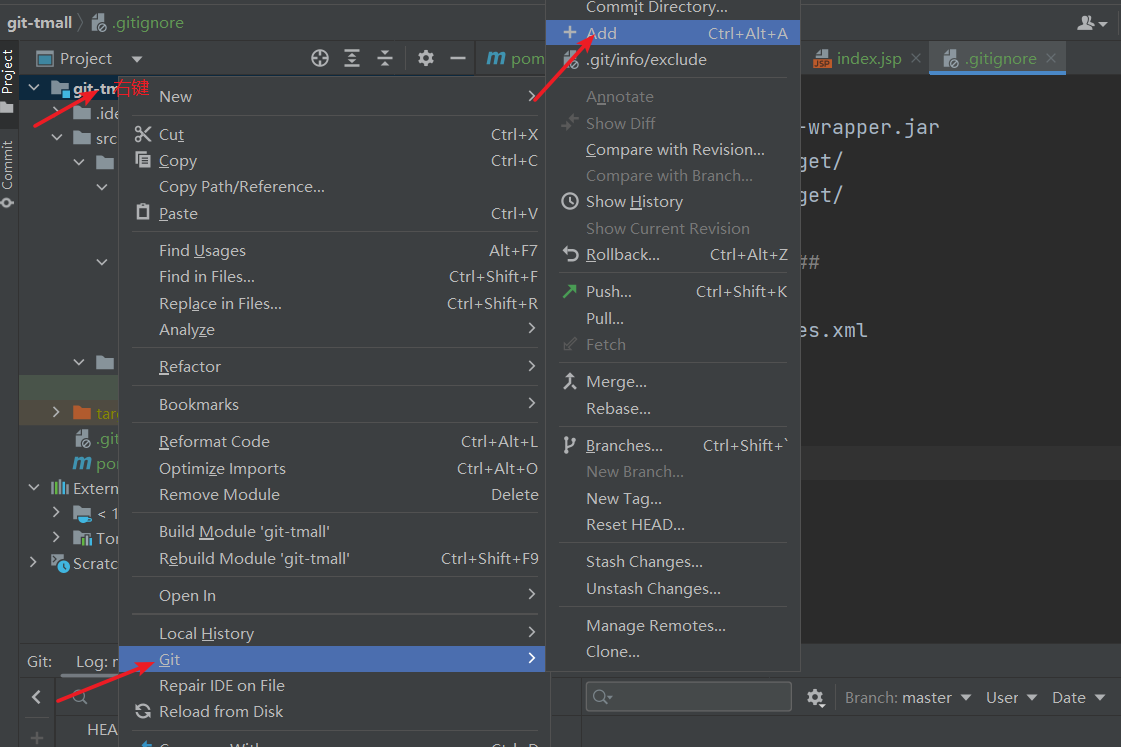 git-tmall .gitignore
Project
Commit
Project
pom
index.jsp
.gitignore
git-tm
右键
.ide
src
tar
.git
pom
Extern
< 1
Tom
Scratc
New
Cut Ctrl+X
Copy Ctrl+C
Copy Path/Reference...
Paste Ctrl+V
Find Usages Alt+F7
Find in Files... Ctrl+Shift+F
Replace in Files... Ctrl+Shift+R
Analyze
Refactor
Bookmarks
Reformat Code Ctrl+Alt+L
Optimize Imports Ctrl+Alt+O
Remove Module Delete
Build Module 'git-tmall'
Rebuild Module 'git-tmall' Ctrl+Shift+F9
Open In
Local History
Git
Repair IDE on File
Reload from Disk
Commit Directory...
Add Ctrl+Alt+A
.git/info/exclude
Annotate
Show Diff
Compare with Revision...
Compare with Branch...
Show History
Show Current Revision
Rollback... Ctrl+Alt+Z
Push... Ctrl+Shift+K
Pull...
Fetch
Merge...
Rebase...
Branches... Ctrl+Shift+`
New Branch...
New Tag...
Reset HEAD...
Stash Changes...
Unstash Changes...
Manage Remotes...
Clone...
-wrapper.jar
get/
get/
##
es.xml
Git: Log:
HEA
Branch: master User Date